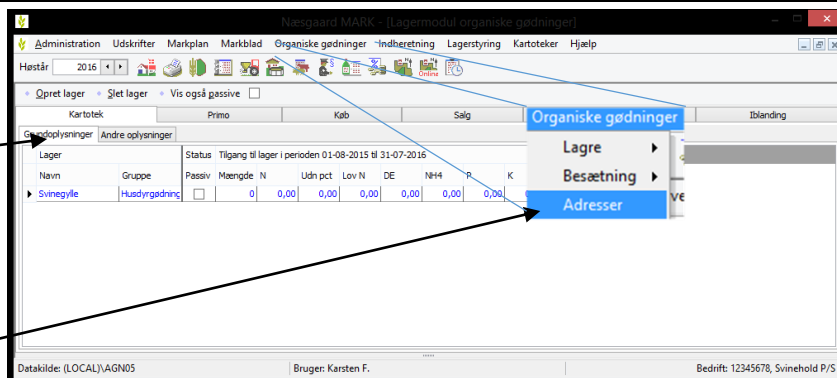 Næsgaard MARK - [Lagermodul organiske gødninger]
Administration Udskrifter Markplan Markblad Organiske gødninger Indberetning Lagerstyring Kartoteker Hjælp
Høstår 2016
Online
Opret lager Slet lager Vis også passive
Kartotek Primo Køb Salg Iblanding
Grundoplysninger Andre oplysninger
Lager Status Tilgang til lager i perioden 01-08-2015 til 31-07-2016
Navn Gruppe Passiv Mængde N Udn pct Lov N DE NH4 P K
Svinegylle Husdyrgødning 0 0,00 0,00 0,00 0,00 0,00 0,00
Organiske gødninger
Lagre
Besætning
Adresser
Datakilde: (LOCAL)\AGN05 Bruger: Karsten F. Bedrift: 12345678, Svinehold P/S